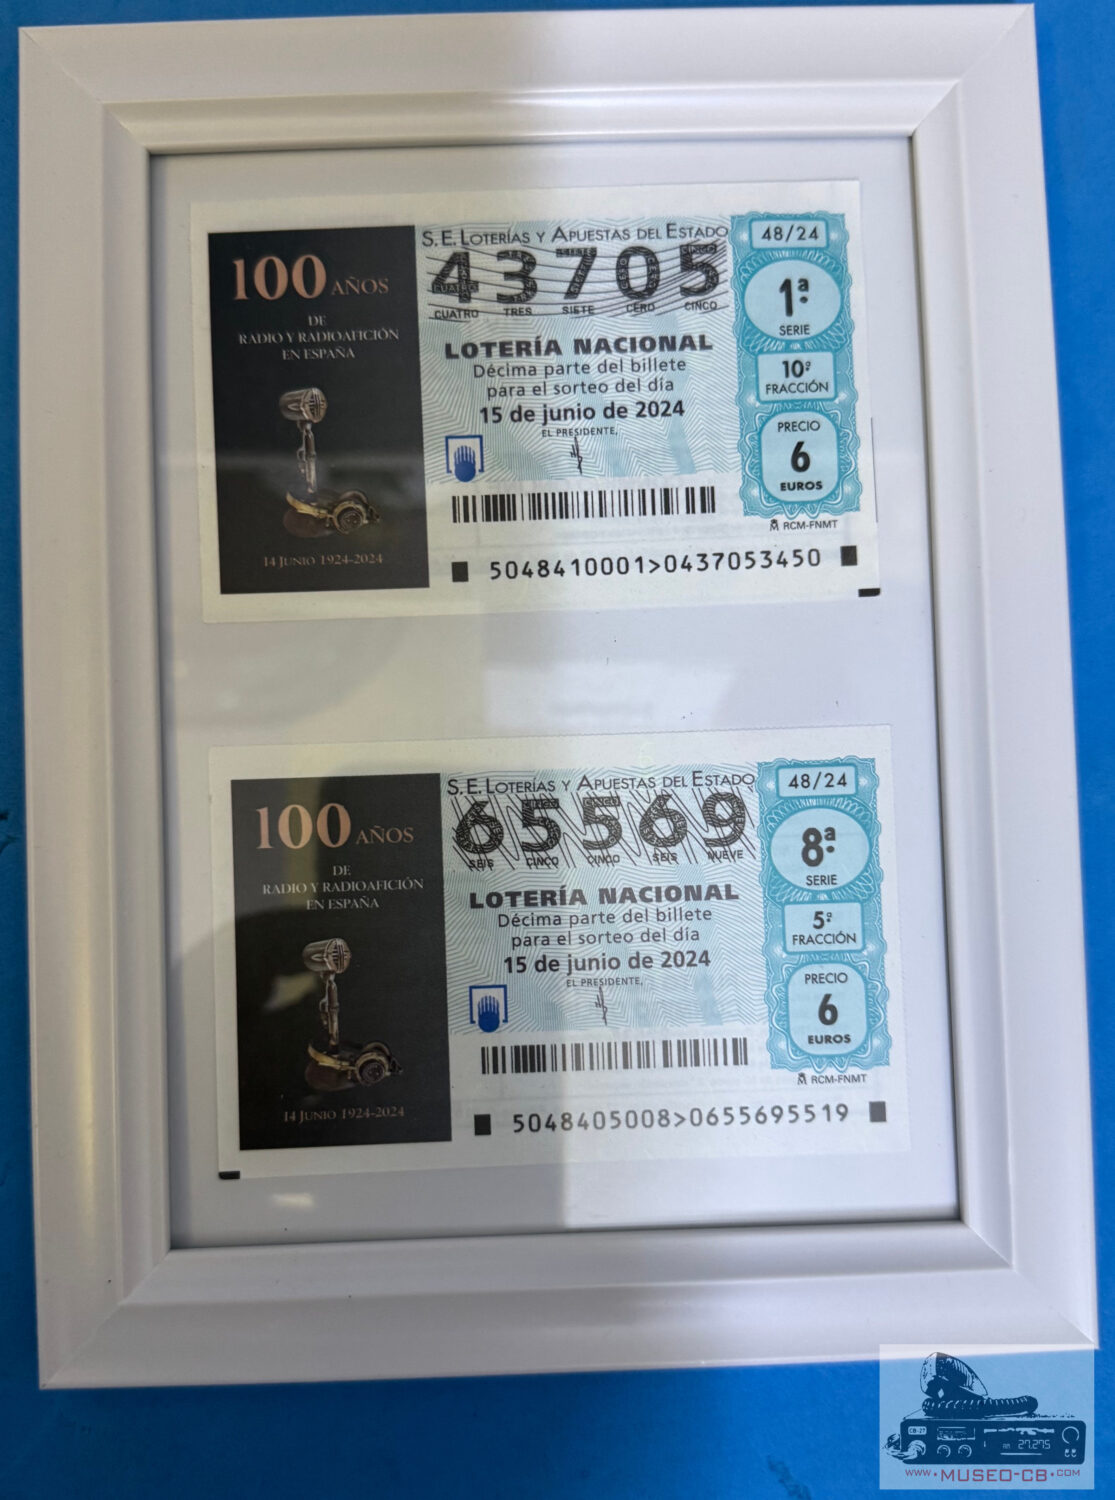 100 AÑOS
DE
RADIO Y RADIOAFICIÓN
EN ESPAÑA
14 JUNIO 1924-2024
S.E. LOTERÍAS Y APUESTAS DEL ESTADO
43705
CUATRO TRES SIETE CERO CINCO
LOTERÍA NACIONAL
Décima parte del billete
para el sorteo del día
15 de junio de 2024
EL PRESIDENTE,
5048410001>0437053450
48/24
1ª
SERIE
10ª
FRACCIÓN
PRECIO
6
EUROS
RCM-FNMT
100 AÑOS
DE
RADIO Y RADIOAFICIÓN
EN ESPAÑA
14 JUNIO 1924-2024
S.E. LOTERÍAS Y APUESTAS DEL ESTADO
65569
SEIS CINCO CINCO SEIS NUEVE
LOTERÍA NACIONAL
Décima parte del billete
para el sorteo del día
15 de junio de 2024
EL PRESIDENTE,
5048405008>0655695519
48/24
8ª
SERIE
5ª
FRACCIÓN
PRECIO
6
EUROS
RCM-FNMT
27.275
WWW.MUSEO-CB.COM